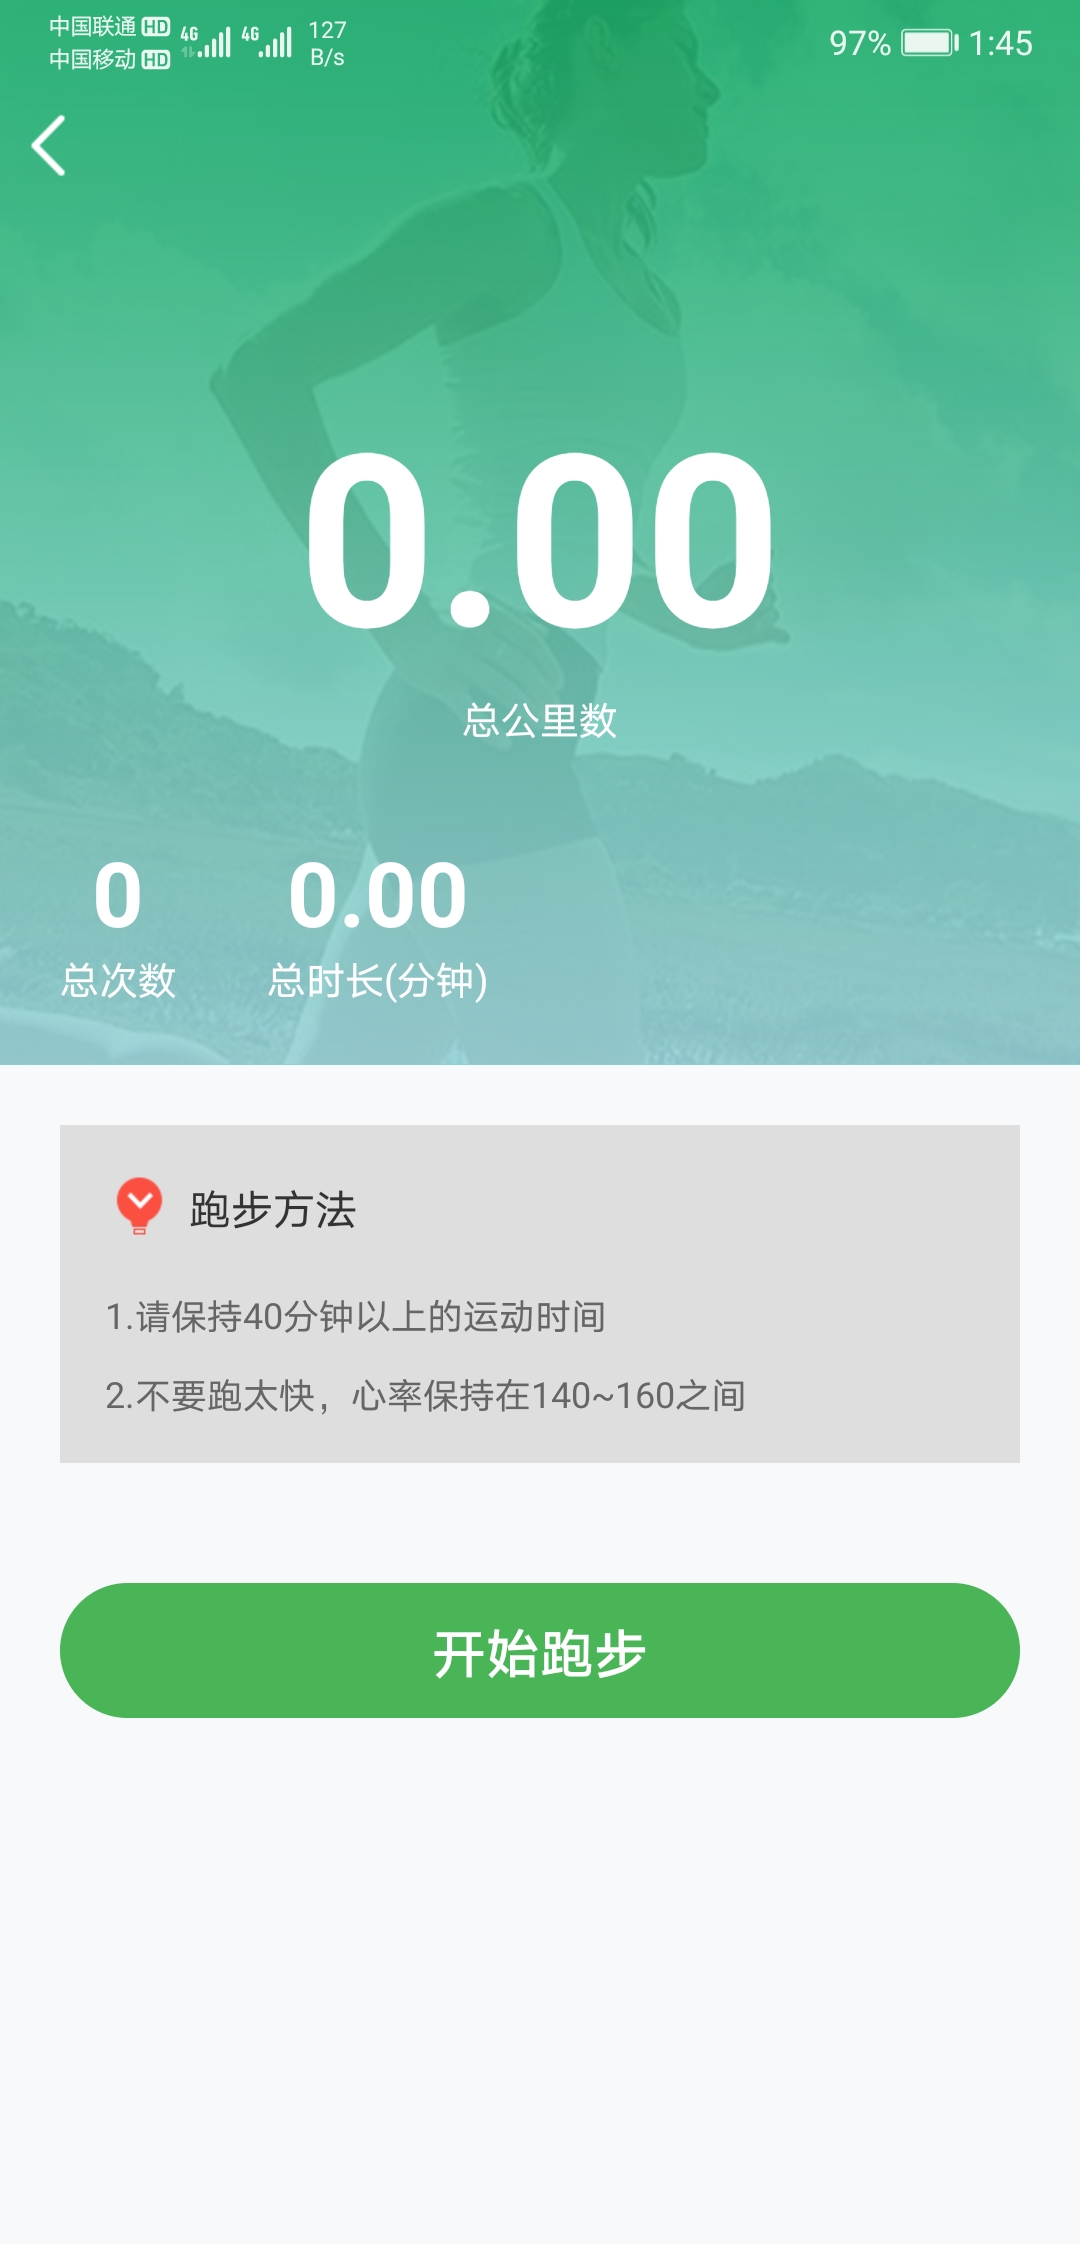 中国联通 HD 4G 4G 127 B/s 97% 1:45
中国移动 HD
0.00
总公里数
0 0.00
总次数 总时长(分钟)
跑步方法
1.请保持40分钟以上的运动时间
2.不要跑太快，心率保持在140~160之间
开始跑步